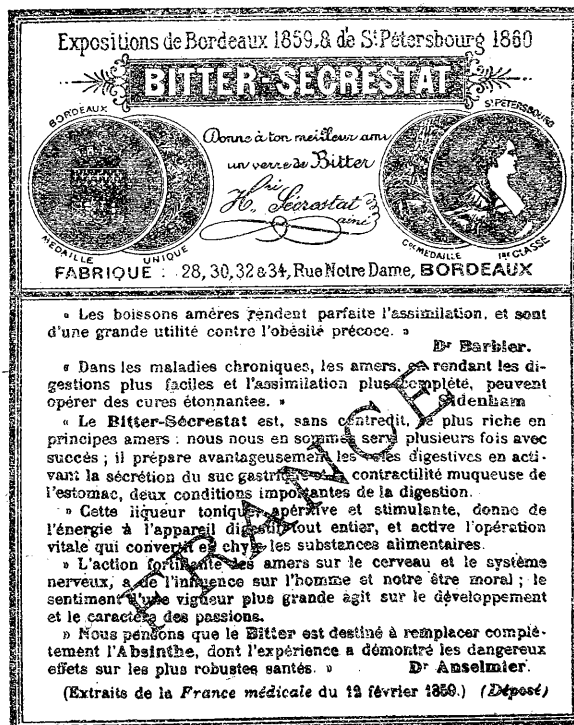 Expositions de Bordeaux 1859, & de St Pétersbourg 1860
BITTER-SECRESTAT
BORDEAUX
MÉDAILLE UNIQUE
Donne à ton meilleur ami
un verre de Bitter
Hri Sécrestat
ainé
St PÉTERSBOURG
MEDAILLE 1re CLASSE
FABRIQUE : 28, 30, 32 & 34, Rue Notre Dame, BORDEAUX
« Les boissons amères rendent parfaite l'assimilation, et sont
d'une grande utilité contre l'obésité précoce. »
Dr Barbier.
« Dans les maladies chroniques, les amers, en rendant les di-
gestions plus faciles et l'assimilation plus complète, peuvent
opérer des cures étonnantes. » Sidenham
« Le Bitter-Sécrestat est, sans contredit, le plus riche en
principes amers : nous nous en sommes servi plusieurs fois avec
succès ; il prépare avantageusement les voies digestives en acti-
vant la sécrétion du suc gastrique et la contractilité muqueuse de
l'estomac, deux conditions importantes de la digestion.
» Cette liqueur tonique, apéritive et stimulante, donne de
l'énergie à l'appareil digestif tout entier, et active l'opération
vitale qui convertit en chyle les substances alimentaires.
» L'action fortifiante des amers sur le cerveau et le système
nerveux, a de l'influence sur l'homme et notre être moral ; le
sentiment d'une vigueur plus grande agit sur le développement
et le caractère des passions.
» Nous pensons que le Bitter est destiné à remplacer complè-
tement l'Absinthe, dont l'expérience a démontré les dangereux
effets sur les plus robustes santés. » Dr Anselmier.
(Extraits de la France médicale du 12 février 1859.) (Déposé)
FRANCE